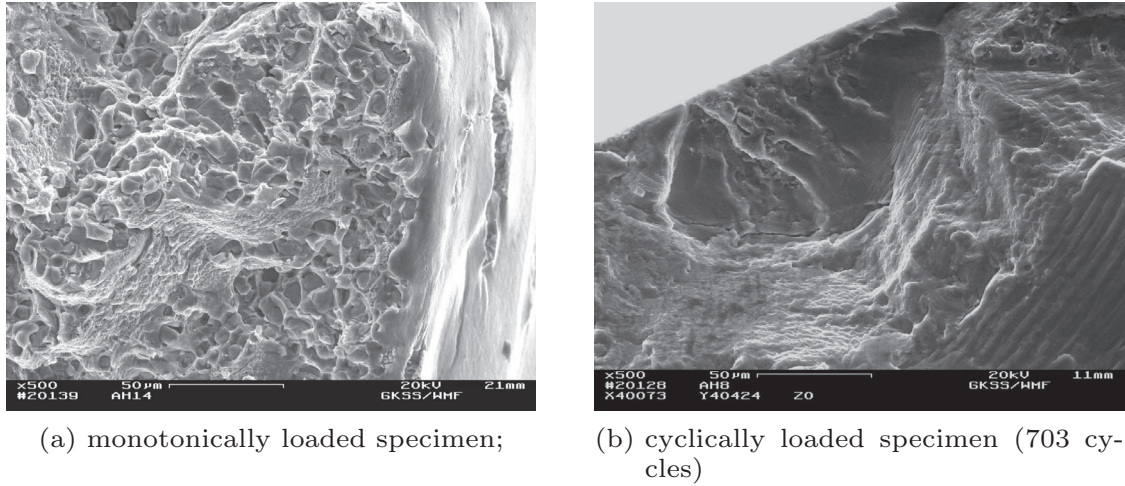 x500 50μm 20kV 21mm
#20139 AH14 GKSS/WMF
x500 50μm 20kV 11mm
#20128 AH8 GKSS/WMF
X40073 Y40424 Z0
(a) monotonically loaded specimen;
(b) cyclically loaded specimen (703 cy-
cles)